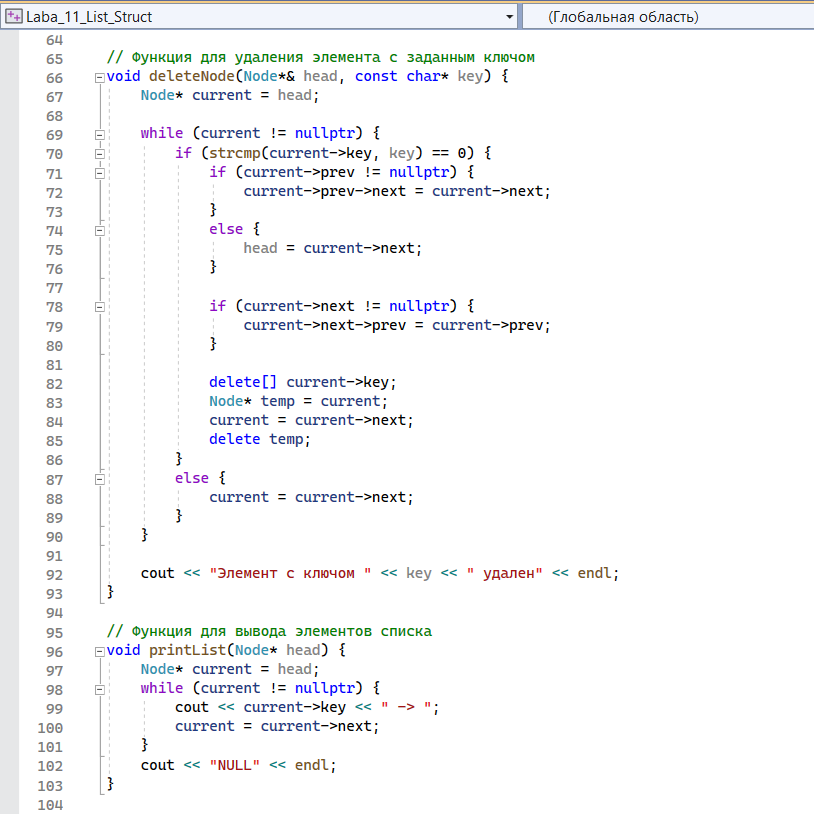 Laba_11_List_Struct (Глобальная область)
64
65 // Функция для удаления элемента с заданным ключом
66 void deleteNode(Node*& head, const char* key) {
67     Node* current = head;
68
69     while (current != nullptr) {
70         if (strcmp(current->key, key) == 0) {
71             if (current->prev != nullptr) {
72                 current->prev->next = current->next;
73             }
74             else {
75                 head = current->next;
76             }
77
78             if (current->next != nullptr) {
79                 current->next->prev = current->prev;
80             }
81
82             delete[] current->key;
83             Node* temp = current;
84             current = current->next;
85             delete temp;
86         }
87         else {
88             current = current->next;
89         }
90     }
91
92     cout << "Элемент с ключом " << key << " удален" << endl;
93 }
94
95 // Функция для вывода элементов списка
96 void printList(Node* head) {
97     Node* current = head;
98     while (current != nullptr) {
99         cout << current->key << " -> ";
100         current = current->next;
101     }
102     cout << "NULL" << endl;
103 }
104